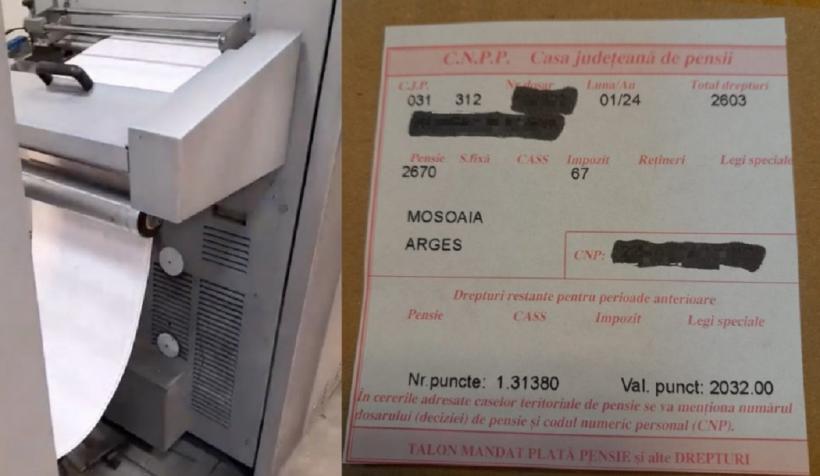 C.N.P.P. Casa județeană de pensii
C.J.P. Nr.dosar Luna/An Total drepturi
031 312 01/24 2603
Pensie S.fixă CASS Impozit Rețineri Legi speciale
2670 67
MOSOAIA
ARGES
CNP:
Drepturi restante pentru perioade anterioare
Pensie CASS Impozit Legi speciale
Nr.puncte: 1.31380 Val. punct: 2032.00
În cererile adresate caselor teritoriale de pensie se va menționa numărul
dosarului (deciziei) de pensie și codul numeric personal (CNP).
TALON MANDAT PLATĂ PENSIE și alte DREPTURI